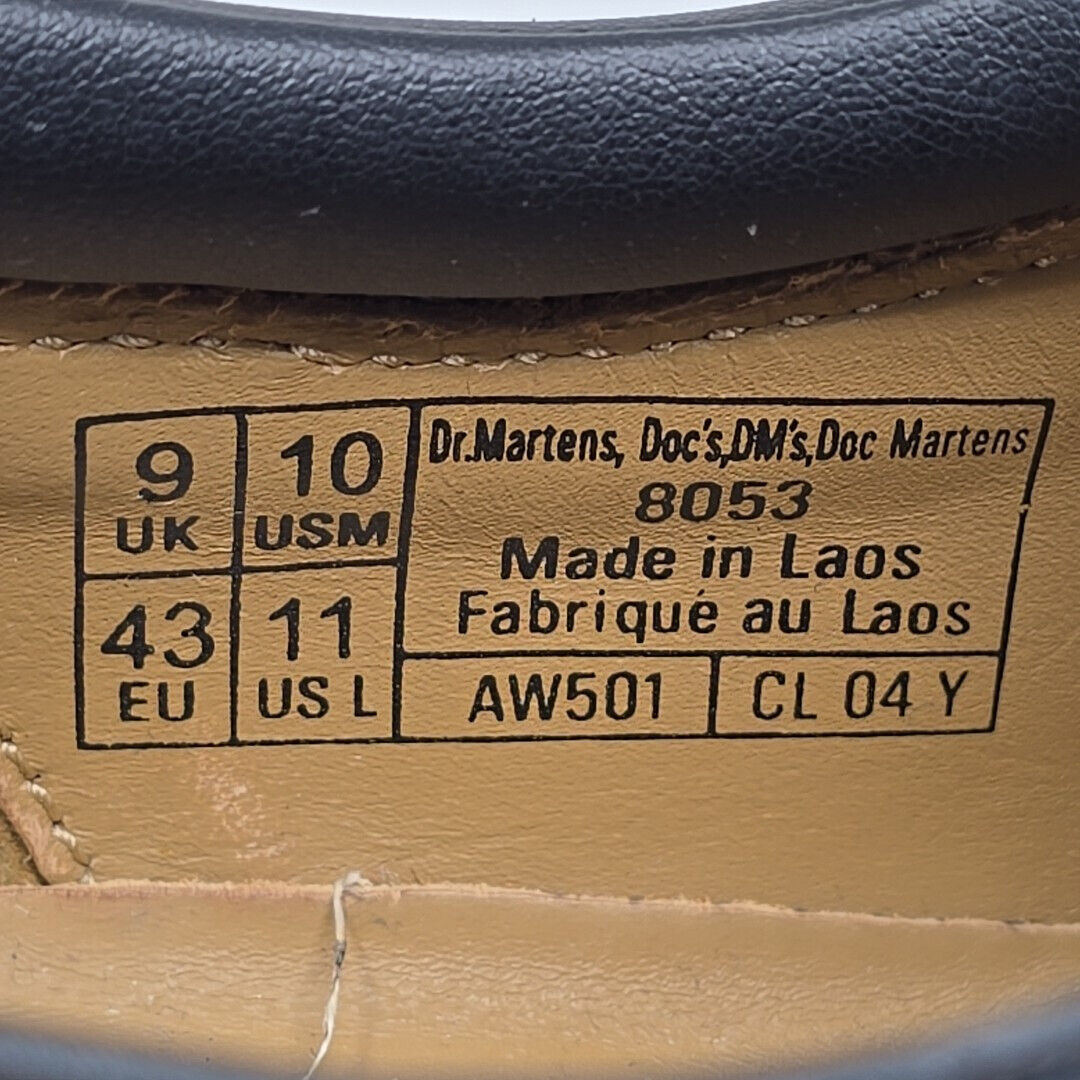 9
UK
10
USM
43
EU
11
US L
Dr.Martens, Doc's,DM's,Doc Martens
8053
Made in Laos
Fabriqué au Laos
AW501
CL 04 Y